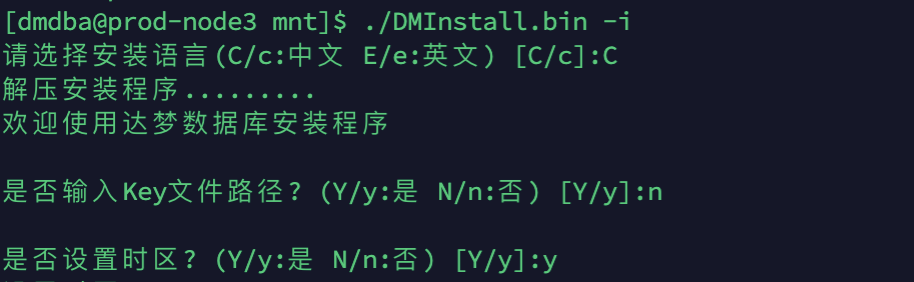 [dmdba@prod-node3 mnt]$ ./DMInstall.bin -i
请选择安装语言(C/c:中文 E/e:英文) [C/c]:C
解压安装程序.........
欢迎使用达梦数据库安装程序
是否输入Key文件路径? (Y/y:是 N/n:否) [Y/y]:n
是否设置时区? (Y/y:是 N/n:否) [Y/y]:y